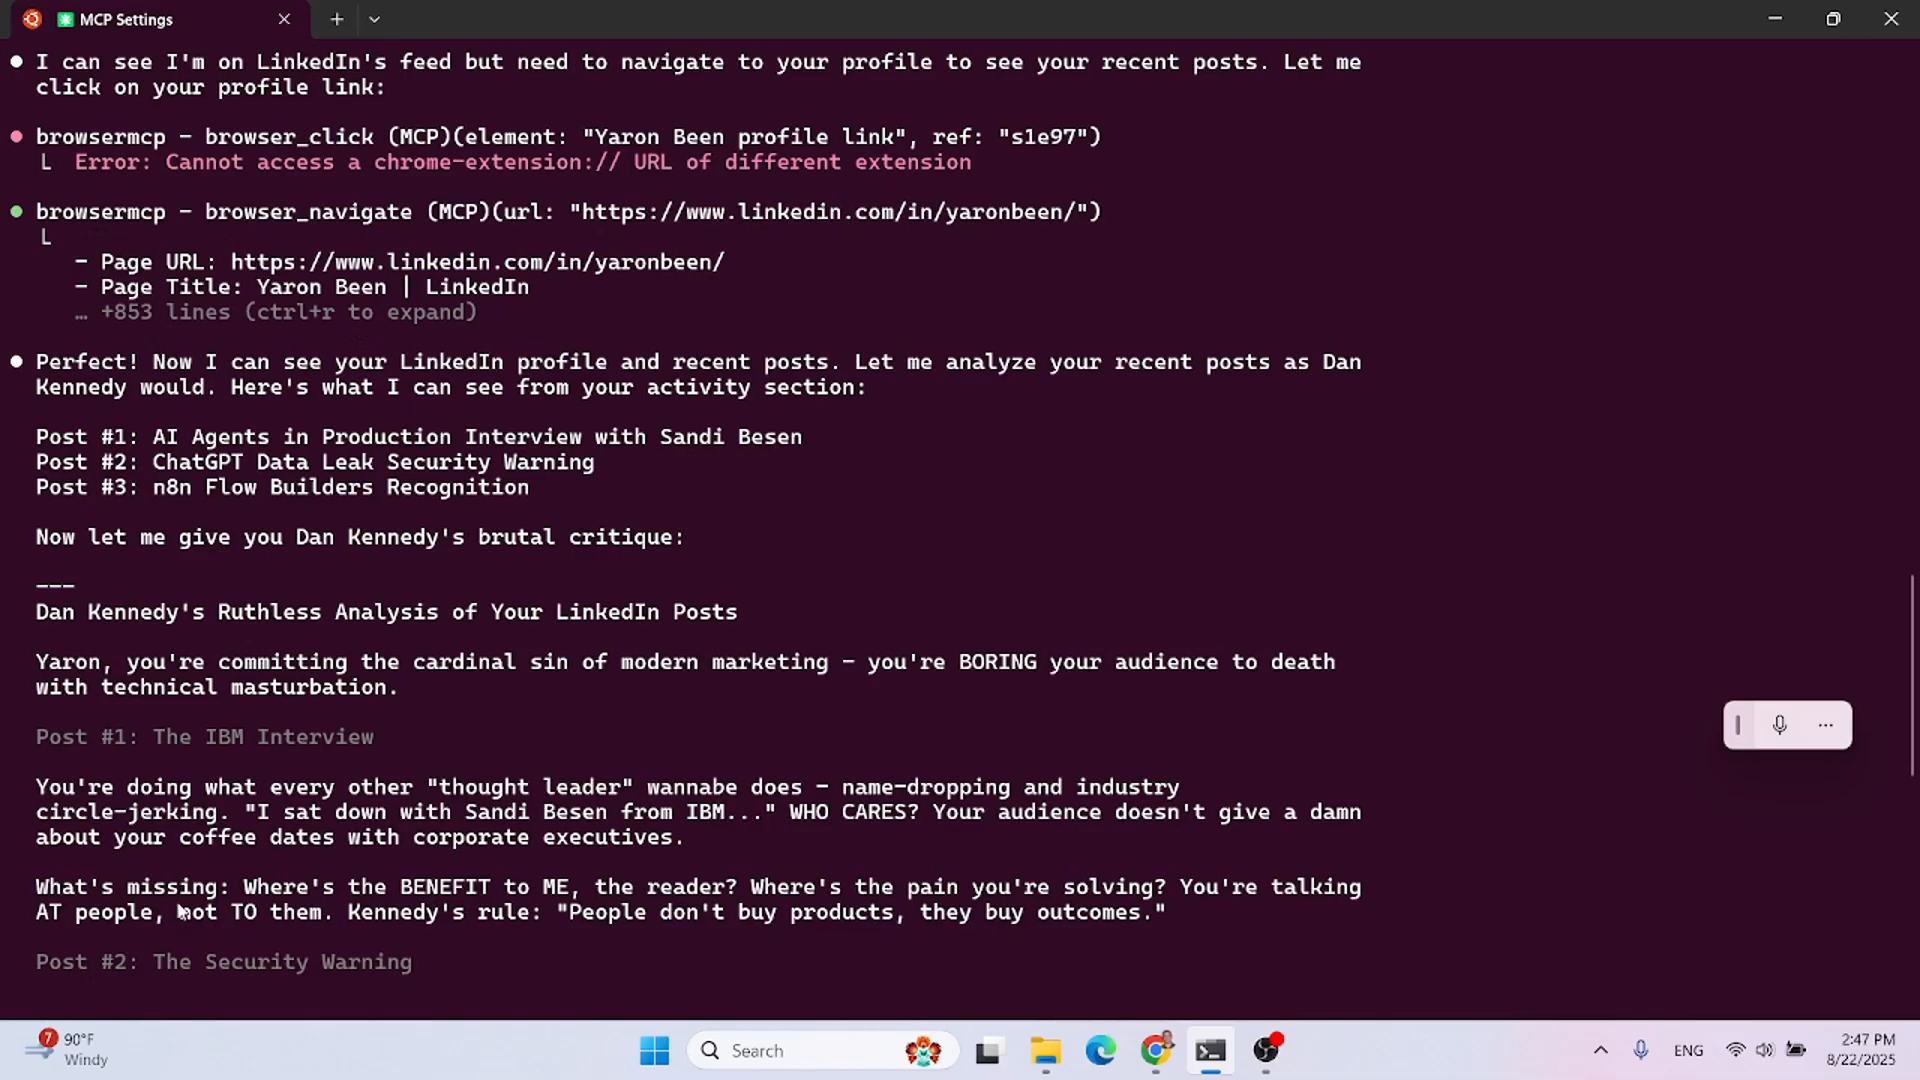 MCP Settings
I can see I'm on LinkedIn's feed but need to navigate to your profile to see your recent posts. Let me
click on your profile link:
browsermcp - browser_click (MCP)(element: "Yaron Been profile link", ref: "s1e97")
Error: Cannot access a chrome-extension:// URL of different extension
browsermcp - browser_navigate (MCP)(url: "https://www.linkedin.com/in/yaronbeen/")
- Page URL: https://www.linkedin.com/in/yaronbeen/
- Page Title: Yaron Been | LinkedIn
… +853 lines (ctrl+r to expand)
Perfect! Now I can see your LinkedIn profile and recent posts. Let me analyze your recent posts as Dan
Kennedy would. Here's what I can see from your activity section:
Post #1: AI Agents in Production Interview with Sandi Besen
Post #2: ChatGPT Data Leak Security Warning
Post #3: n8n Flow Builders Recognition
Now let me give you Dan Kennedy's brutal critique:
---
Dan Kennedy's Ruthless Analysis of Your LinkedIn Posts
Yaron, you're committing the cardinal sin of modern marketing - you're BORING your audience to death
with technical masturbation.
Post #1: The IBM Interview
You're doing what every other "thought leader" wannabe does - name-dropping and industry
circle-jerking. "I sat down with Sandi Besen from IBM..." WHO CARES? Your audience doesn't give a damn
about your coffee dates with corporate executives.
What's missing: Where's the BENEFIT to ME, the reader? Where's the pain you're solving? You're talking
AT people, not TO them. Kennedy's rule: "People don't buy products, they buy outcomes."
Post #2: The Security Warning
7
90°F
Windy
Search
ENG
2:47 PM
8/22/2025